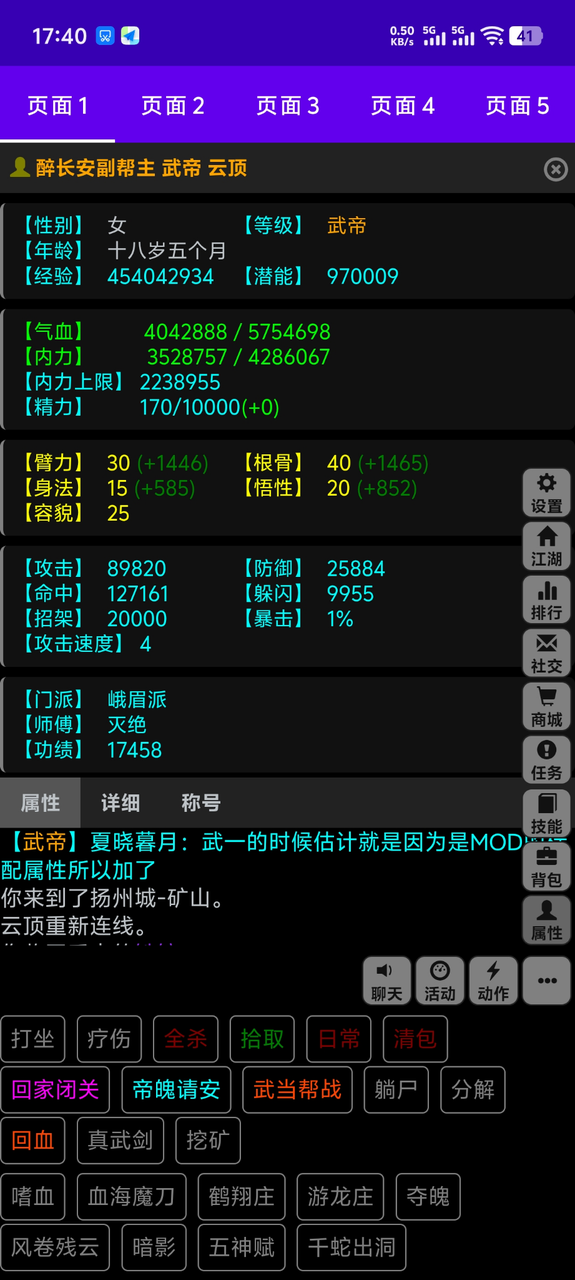 17:40 0.50 KB/s 5G 5G 41
页面1 页面2 页面3 页面4 页面5
醉长安副帮主 武帝 云顶
【性别】 女 【等级】 武帝
【年龄】 十八岁五个月
【经验】 454042934 【潜能】 970009
【气血】 4042888 / 5754698
【内力】 3528757 / 4286067
【内力上限】 2238955
【精力】 170/10000(+0)
【臂力】 30 (+1446) 【根骨】 40 (+1465)
【身法】 15 (+585) 【悟性】 20 (+852)
【容貌】 25
设置
【攻击】 89820 【防御】 25884
江湖
【命中】 127161 【躲闪】 9955
【招架】 20000 【暴击】 1%
排行
【攻击速度】 4
社交
【门派】 峨眉派
【师傅】 灭绝
商城
【功绩】 17458
任务
属性 详细 称号
技能
【武帝】夏晓暮月：武一的时候估计就是因为是MOD
配属性所以加了
背包
你来到了扬州城-矿山。
云顶重新连线。
属性
聊天 活动 动作 •••
打坐 疗伤 全杀 拾取 日常 清包
回家闭关 帝魄请安 武当帮战 躺尸 分解
回血 真武剑 挖矿
嗜血 血海魔刀 鹤翔庄 游龙庄 夺魄
风卷残云 暗影 五神赋 千蛇出洞